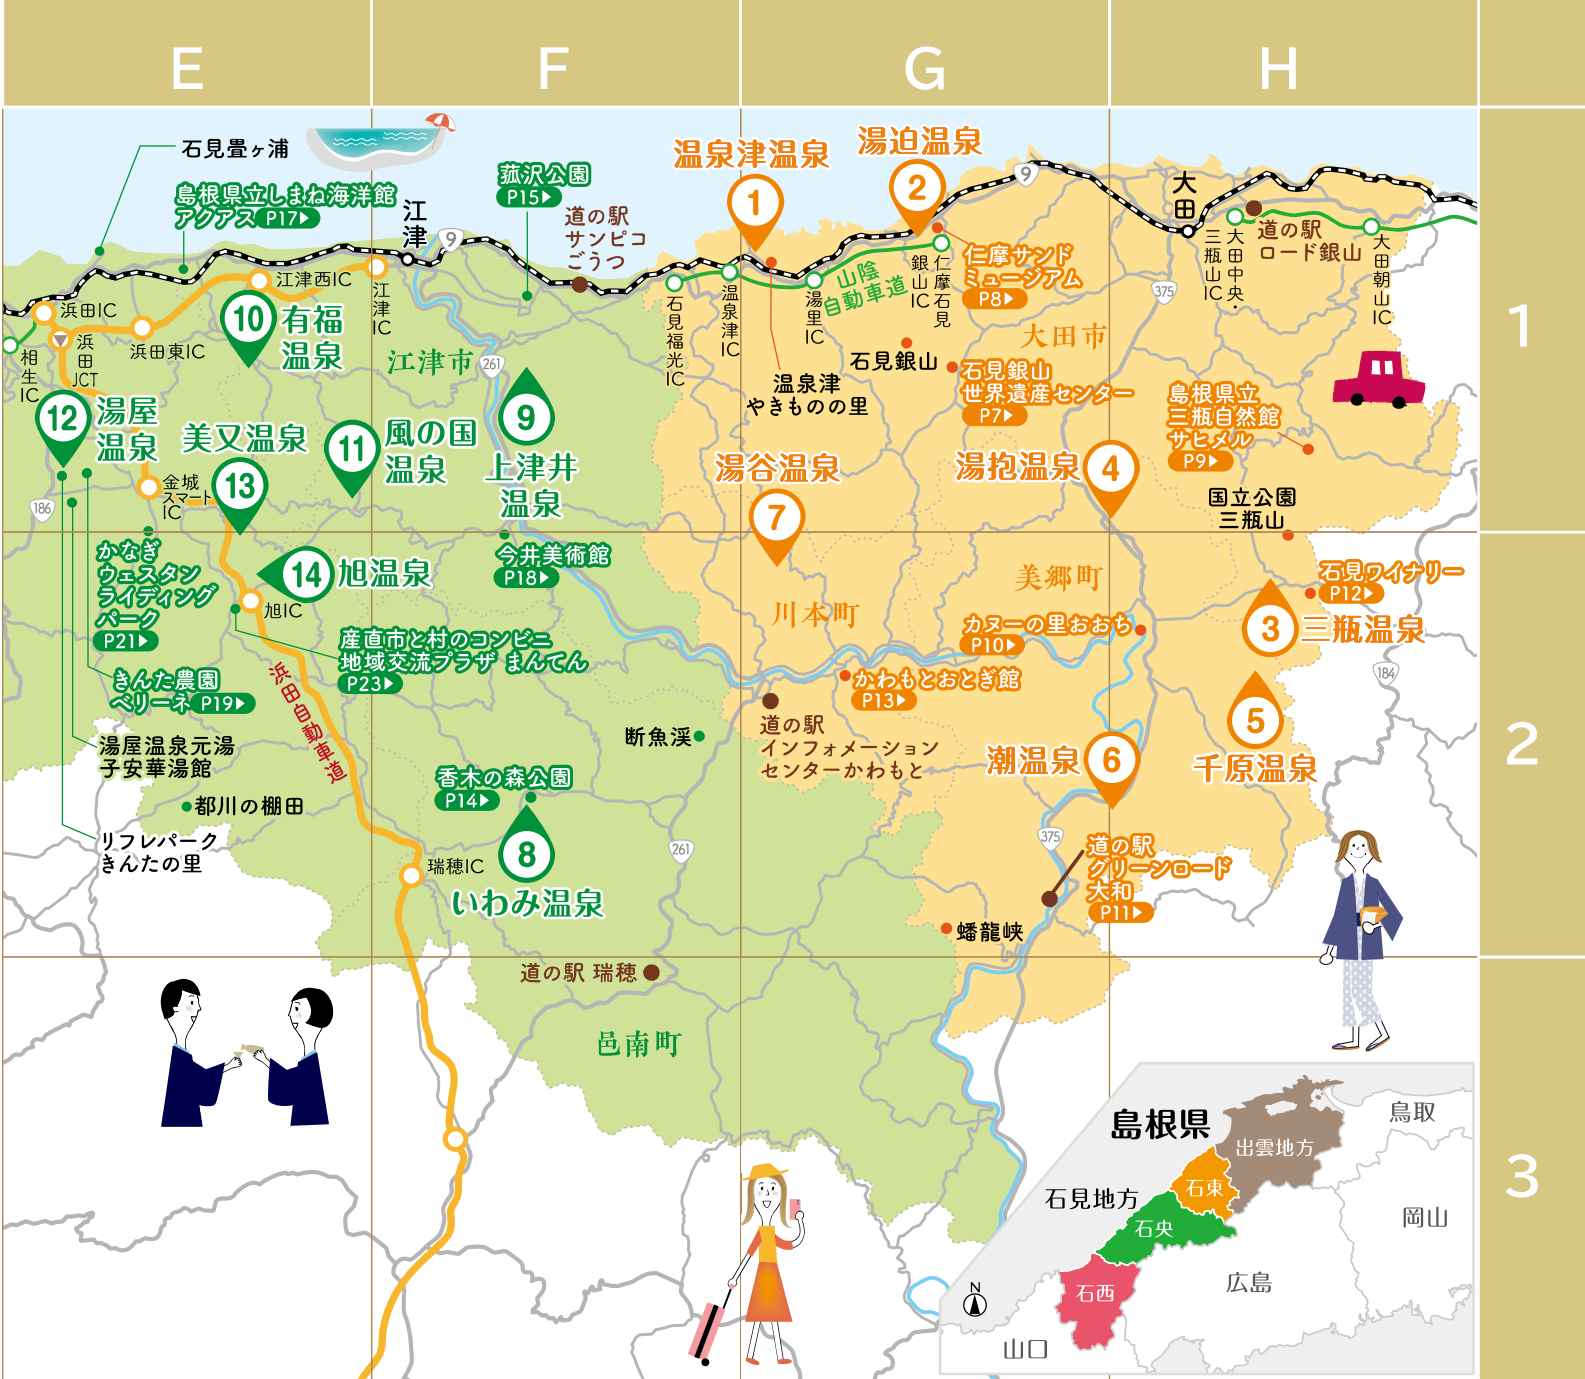 E
F
G
H
1
2
3
石見畳ヶ浦
島根県立しまね海洋館
アクアス P17▶
江津
9
菰沢公園
P15▶
道の駅
サンピコ
ごうつ
温泉津温泉
1
湯迫温泉
2
9
大田
道の駅
ロード銀山
大田中央・
三瓶山IC
大田朝山IC
仁摩サンド
ミュージアム
P8▶
仁摩石見
銀山IC
山陰
自動車道
湯里IC
温泉津IC
石見福光IC
375
大田市
江津西IC
江津IC
浜田IC
浜田JCT
浜田東IC
相生IC
10
有福
温泉
江津市
261
石見銀山
温泉津
やきものの里
石見銀山
世界遺産センター
P7▶
島根県立
三瓶自然館
サヒメル
P9▶
12
湯屋
温泉
美又温泉
13
11
風の国
温泉
9
上津井
温泉
湯谷温泉
7
湯抱温泉
4
国立公園
三瓶山
金城
スマート
IC
186
かなぎ
ウェスタン
ライディング
パーク
P21▶
14
旭温泉
旭IC
今井美術館
P18▶
川本町
美郷町
カヌーの里おおち
P10▶
石見ワイナリー
P12▶
3
三瓶温泉
184
産直市と村のコンビニ
地域交流プラザ まんてん
P23▶
きんた農園
ベリーネ P19▶
浜田自動車道
かわもとおとぎ館
P13▶
道の駅
インフォメーション
センターかわもと
5
千原温泉
潮温泉
6
湯屋温泉元湯
子安華湯館
断魚渓
都川の棚田
香木の森公園
P14▶
リフレパーク
きんたの里
瑞穂IC
8
いわみ温泉
261
375
道の駅
グリーンロード
大和
P11▶
蟠龍峡
道の駅 瑞穂
邑南町
島根県
鳥取
出雲地方
石東
石見地方
石央
岡山
石西
広島
N
山口